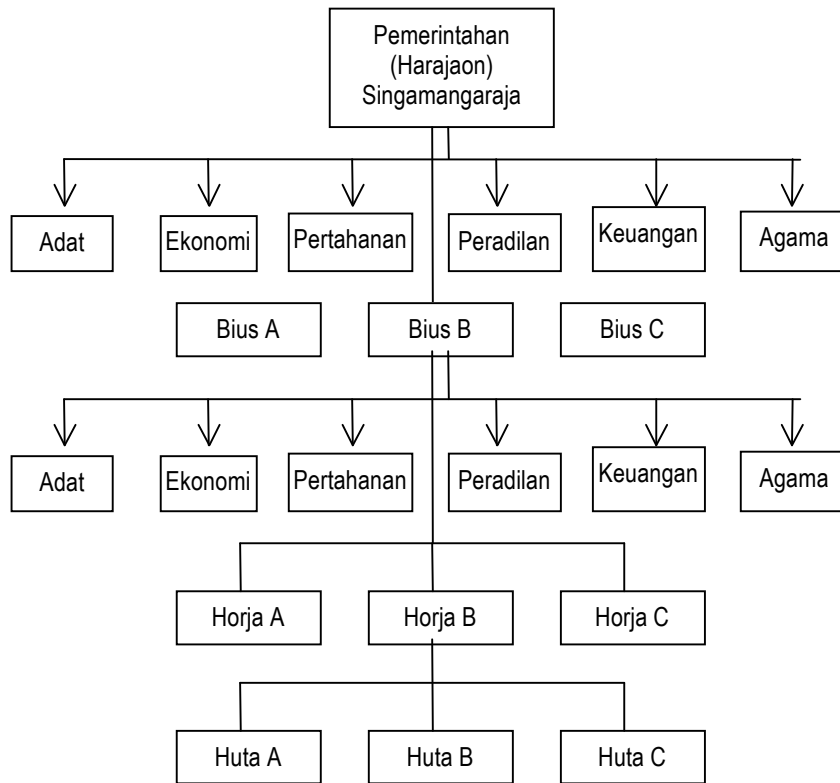 Pemerintahan
(Harajaon)
Singamangaraja
Adat
Ekonomi
Pertahanan
Peradilan
Keuangan
Agama
Bius A
Bius B
Bius C
Adat
Ekonomi
Pertahanan
Peradilan
Keuangan
Agama
Horja A
Horja B
Horja C
Huta A
Huta B
Huta C